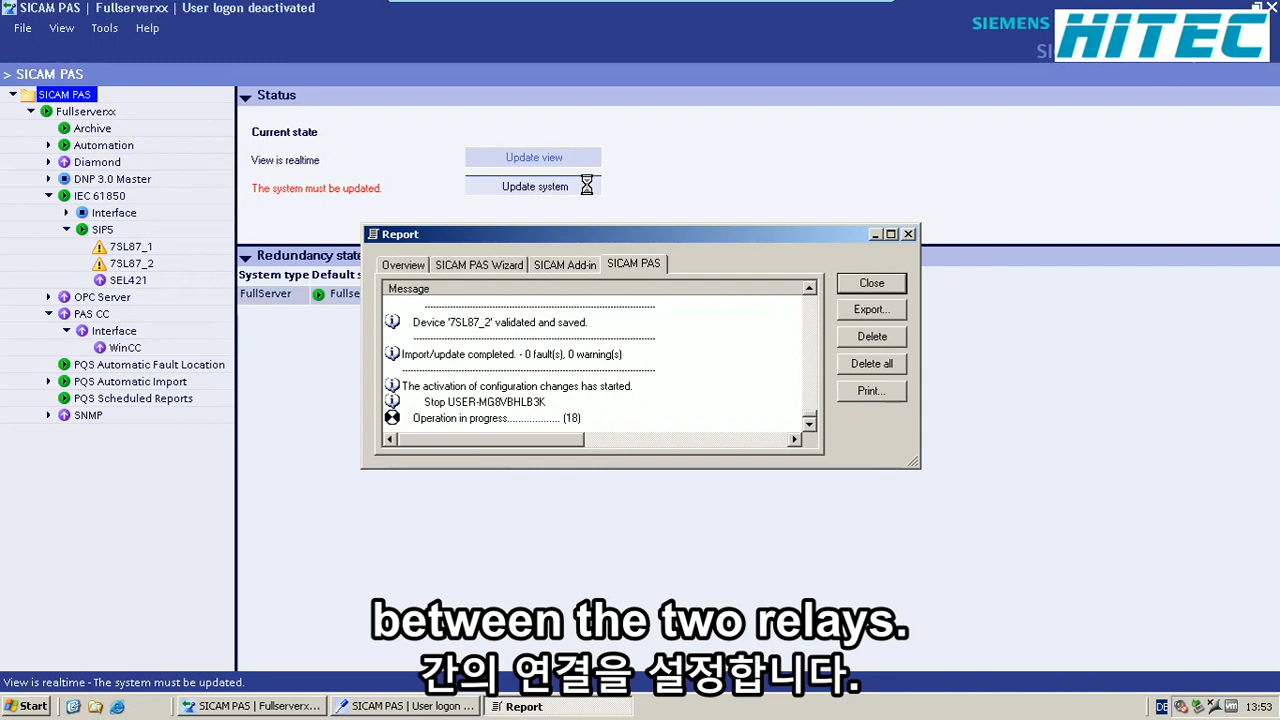 SICAM PAS | Fullserverxx | User logon deactivated
File View Tools Help
SIEMENS
SI
HITEC
> SICAM PAS
SICAM PAS
Fullserverxx
Archive
Automation
Diamond
DNP 3.0 Master
IEC 61850
Interface
SIP5
7SL87_1
7SL87_2
SEL421
OPC Server
PAS CC
Interface
WinCC
PQS Automatic Fault Location
PQS Automatic Import
PQS Scheduled Reports
SNMP
Status
Current state
View is realtime
Update view
The system must be updated.
Update system
Redundancy state
System type Default s
FullServer Fullse
Report
Overview SICAM PAS Wizard SICAM Add-in SICAM PAS
Message
Device '7SL87_2' validated and saved.
Import/update completed. - 0 fault(s), 0 warning(s)
The activation of configuration changes has started.
Stop USER-MG8VBHLB3K
Operation in progress................... (18)
Close
Export...
Delete
Delete all
Print...
between the two relays.
간의 연결을 설정합니다.
View is realtime - The system must be updated.
Start SICAM PAS | Fullserverxx... SICAM PAS | User logon ... Report DE 13:53